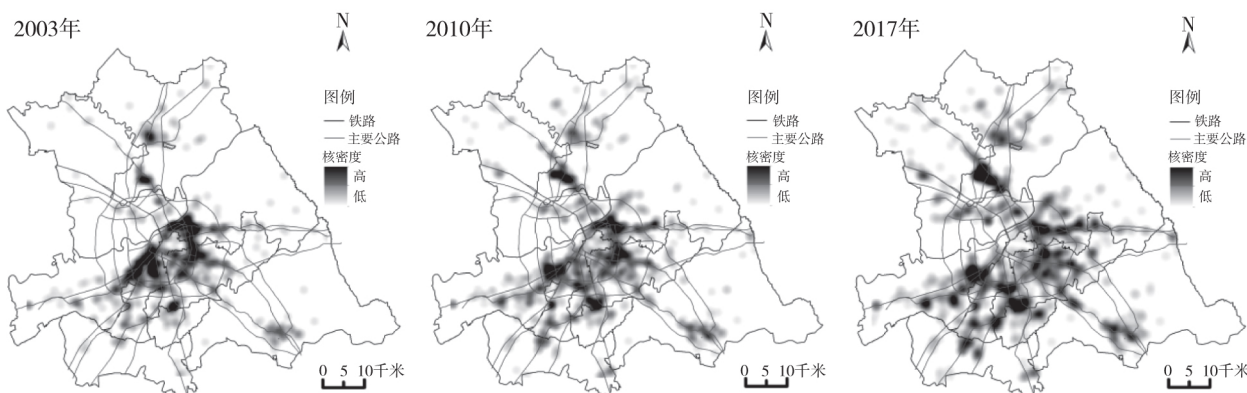 2003年
N
图例
铁路
主要公路
核密度
高
低
0 5 10千米
2010年
N
图例
铁路
主要公路
核密度
高
低
0 5 10千米
2017年
N
图例
铁路
主要公路
核密度
高
低
0 5 10千米